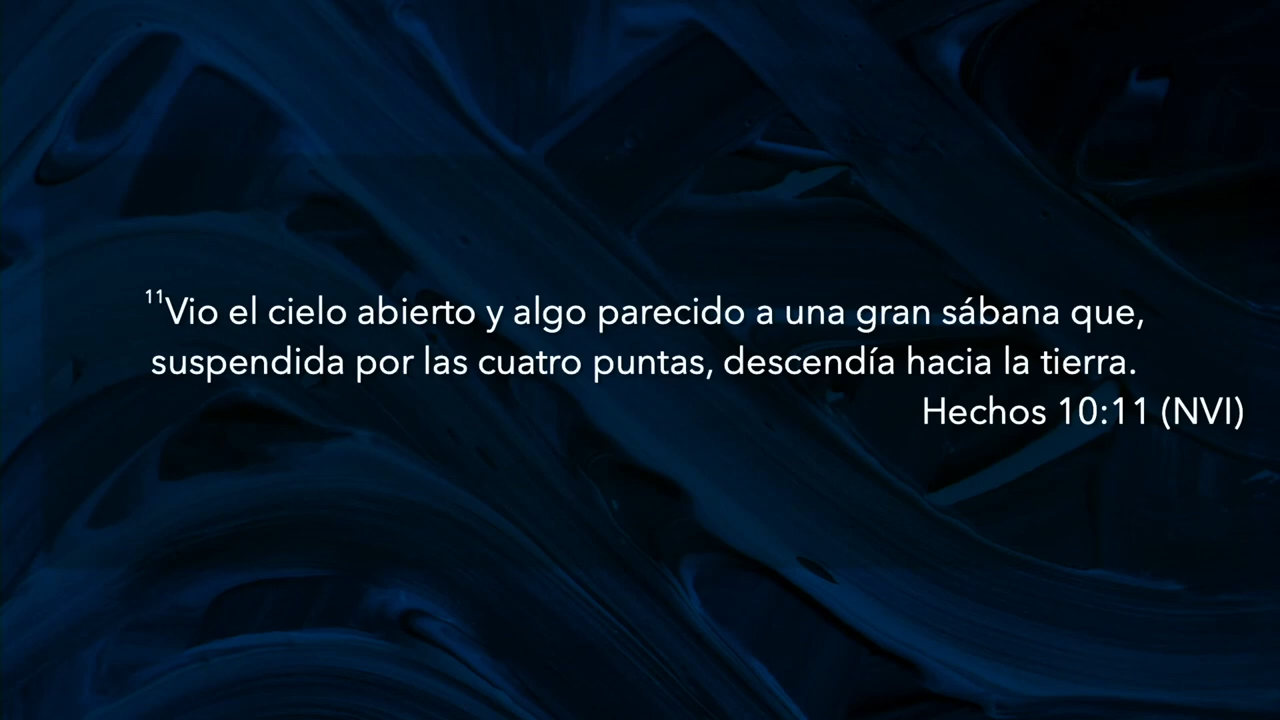 ¹¹Vio el cielo abierto y algo parecido a una gran sábana que,
suspendida por las cuatro puntas, descendía hacia la tierra.
Hechos 10:11 (NVI)